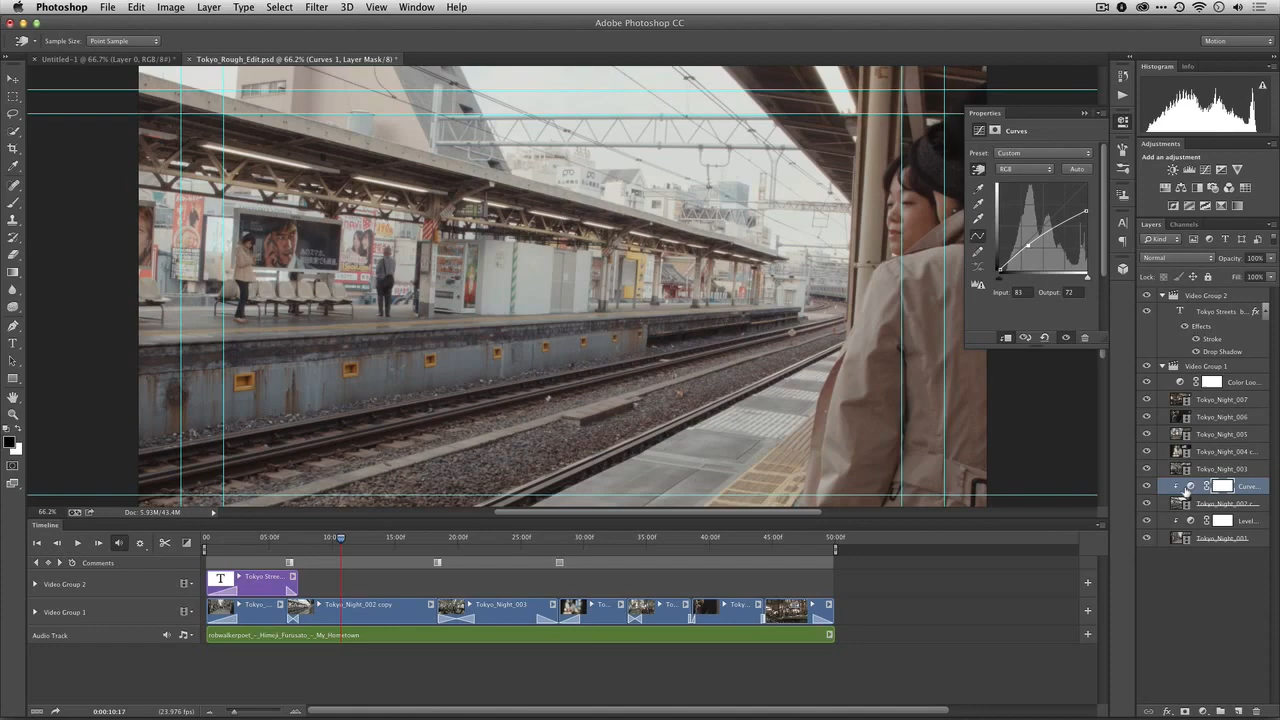 Photoshop File Edit Image Layer Type Select Filter 3D View Window Help
Adobe Photoshop CC
Sample Size: Point Sample
Motion
Untitled-1 @ 66.7% (Layer 0, RGB/8#) *
Tokyo_Rough_Edit.psd @ 66.2% (Curves 1, Layer Mask/8) *
Histogram Info
Properties
Curves
Preset: Custom
RGB Auto
Input: 83 Output: 72
Adjustments
Add an adjustment
Layers Channels
Kind
Normal Opacity: 100%
Lock: Fill: 100%
Video Group 2
T Tokyo Streets b... fx
Effects
Stroke
Drop Shadow
Video Group 1
Color Loo...
Tokyo_Night_007
Tokyo_Night_006
Tokyo_Night_005
Tokyo_Night_004 c...
Tokyo_Night_003
Curve...
Tokyo_Night_002 c...
Level...
Tokyo_Night_001
66.2% Doc: 5.93M/43.4M
Timeline
00 05:00f 10:0 15:00f 20:00f 25:00f 30:00f 35:00f 40:00f 45:00f 50:00f
Comments
Video Group 2
T Tokyo Stree...
Video Group 1
Tokyo_... Tokyo_Night_002 copy Tokyo_Night_003 To... To... Toky...
Audio Track
robwalkerpoet_-_Himeji_Furusato_-_My_Hometown
0:00:10:17 (23.976 fps)